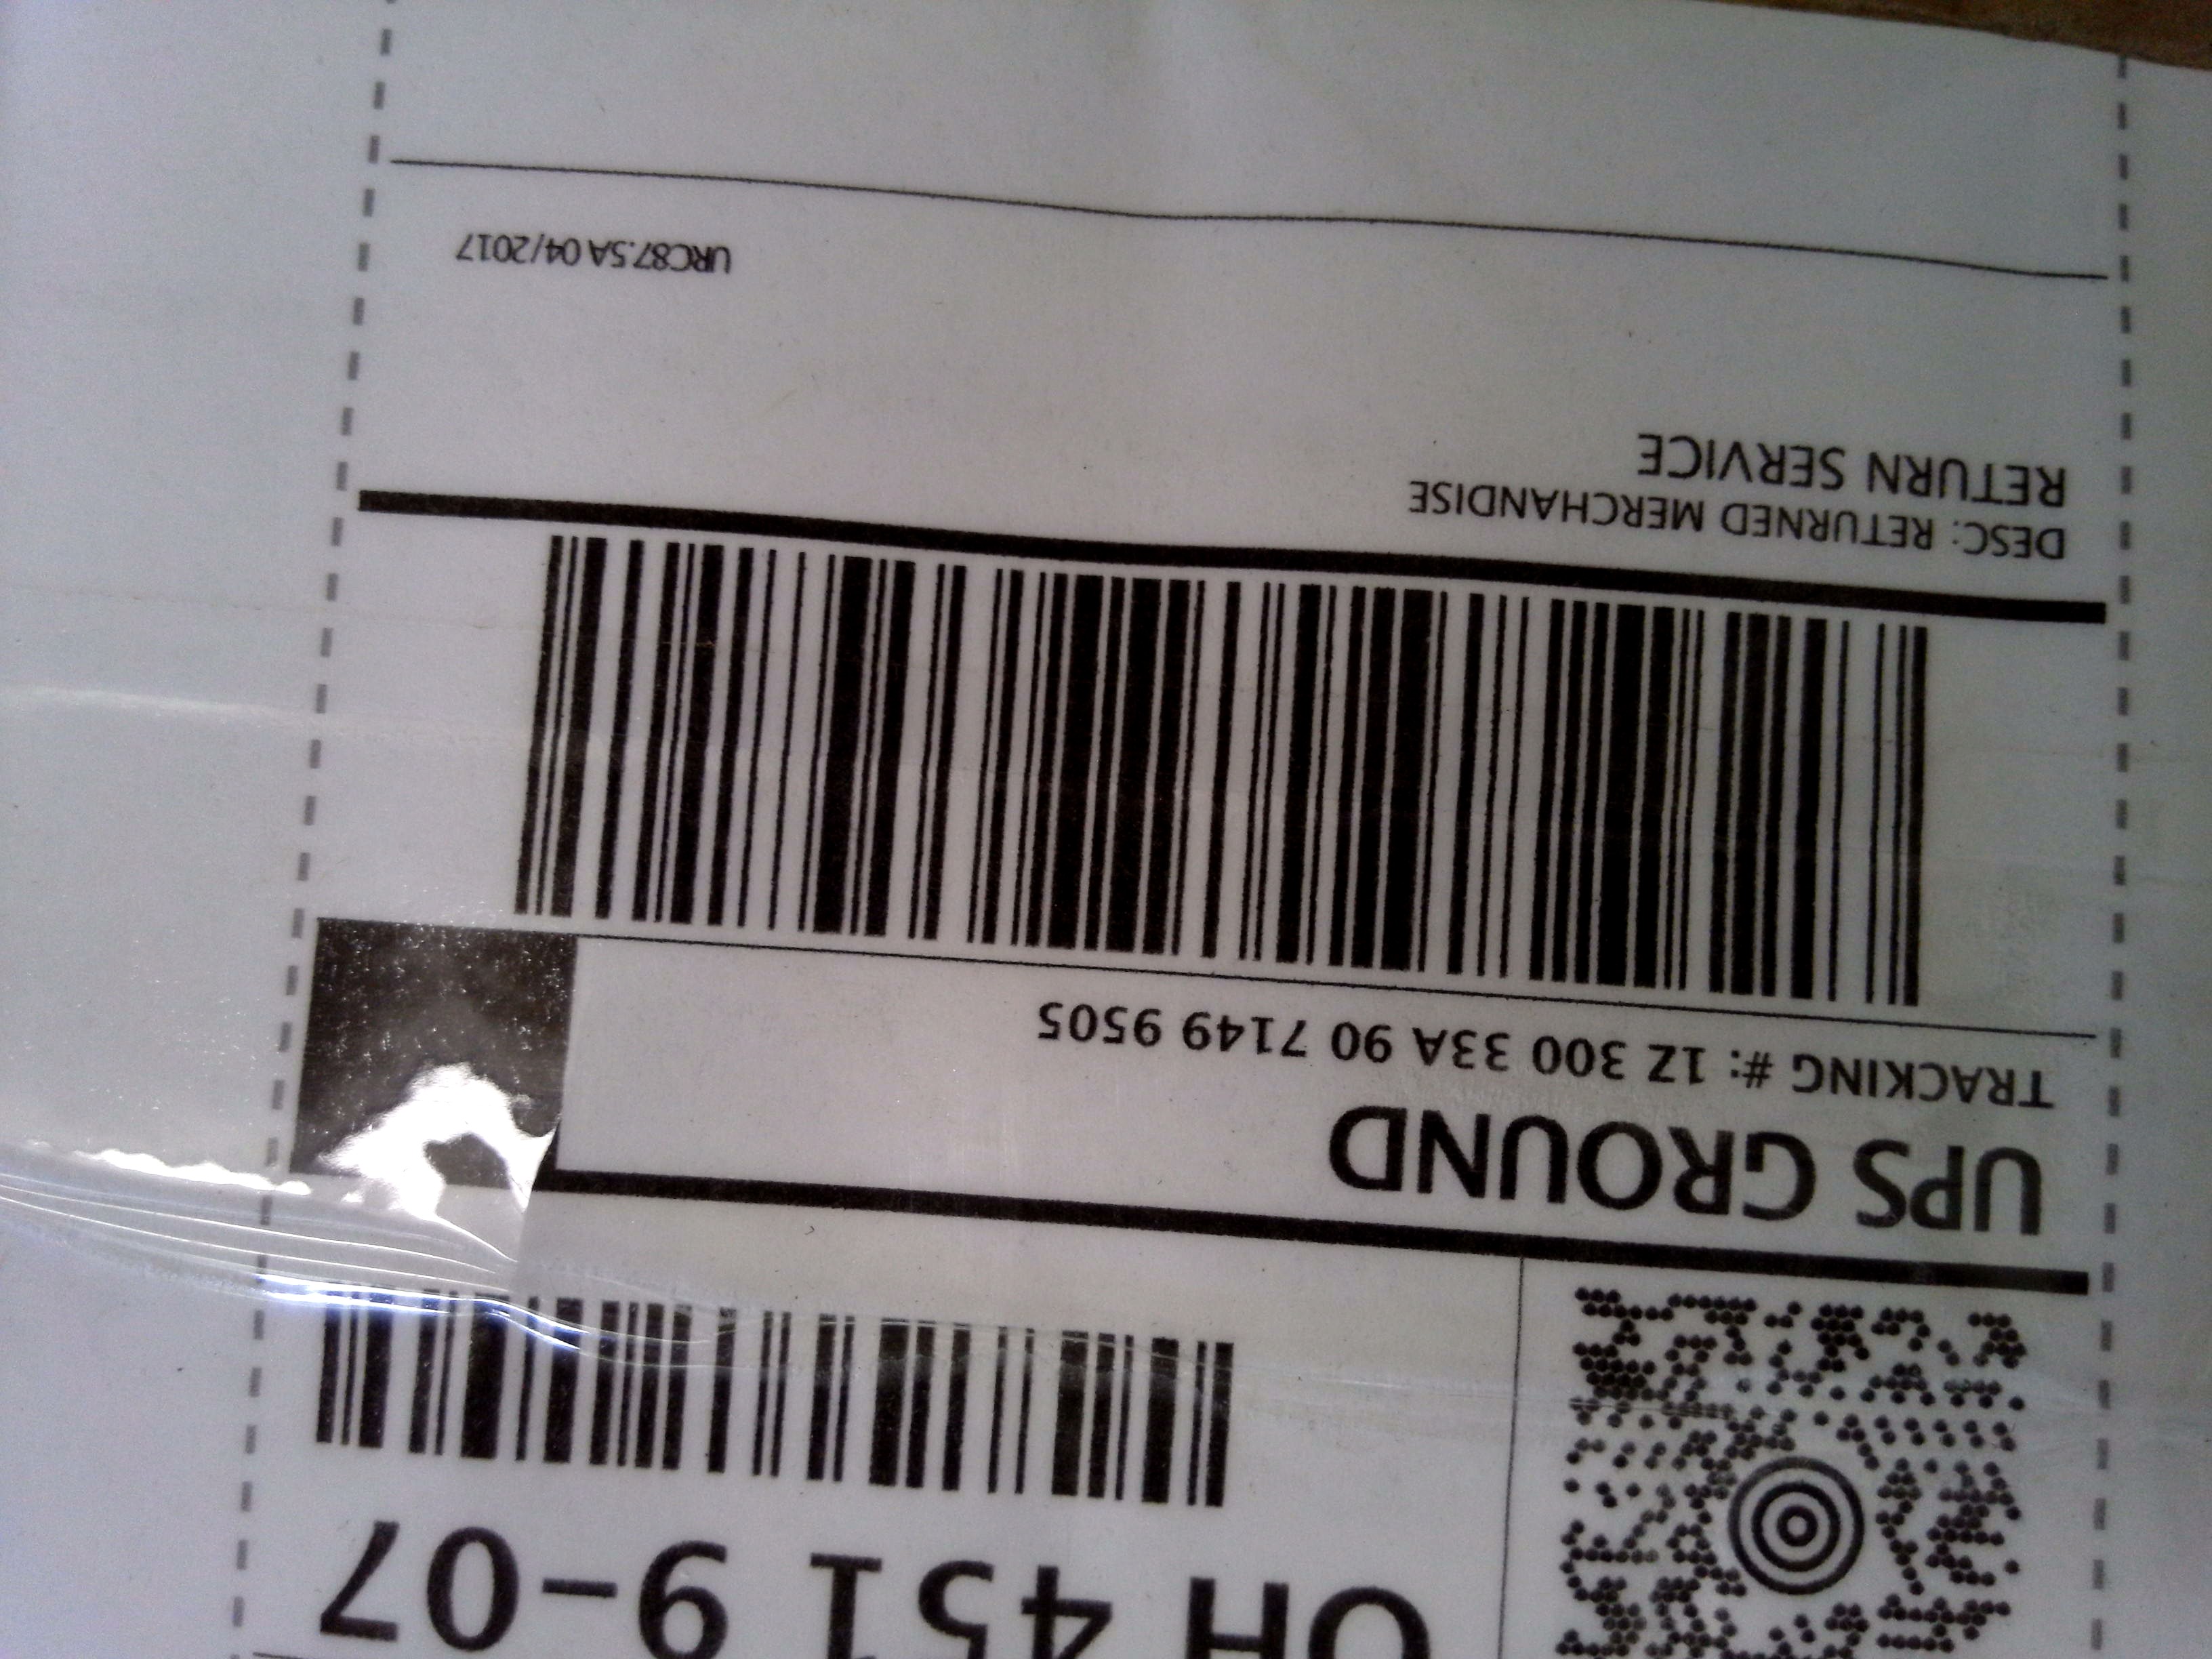 OH 451 9-07
UPS GROUND
TRACKING #: 1Z 300 33A 90 7149 9505
DESC: RETURNED MERCHANDISE
RETURN SERVICE
URC87.5A 04/2017